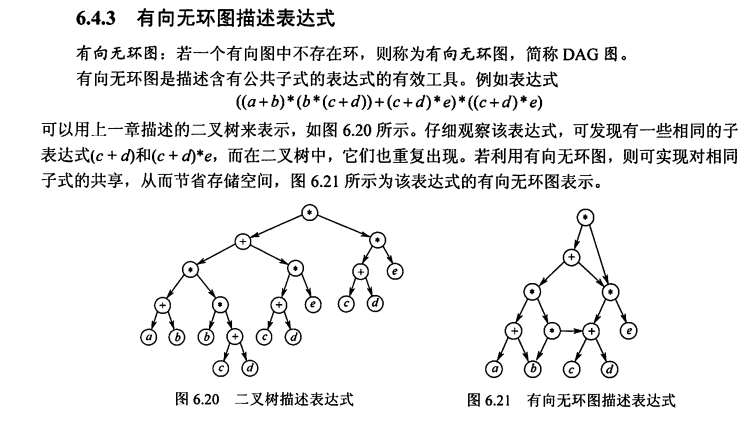 6.4.3 有向无环图描述表达式
有向无环图：若一个有向图中不存在环，则称为有向无环图，简称 DAG 图。
有向无环图是描述含有公共子式的表达式的有效工具。例如表达式
((a+b)*(b*(c+d))+(c+d)*e)*((c+d)*e)
可以用上一章描述的二叉树来表示，如图 6.20 所示。仔细观察该表达式，可发现有一些相同的子
表达式(c + d)和(c + d)*e，而在二叉树中，它们也重复出现。若利用有向无环图，则可实现对相同
子式的共享，从而节省存储空间，图 6.21 所示为该表达式的有向无环图表示。
* *
+ * +
* * + e * *
+ * + e c d + * + e
a b b + c d a b c d
c d
图 6.20 二叉树描述表达式 图 6.21 有向无环图描述表达式